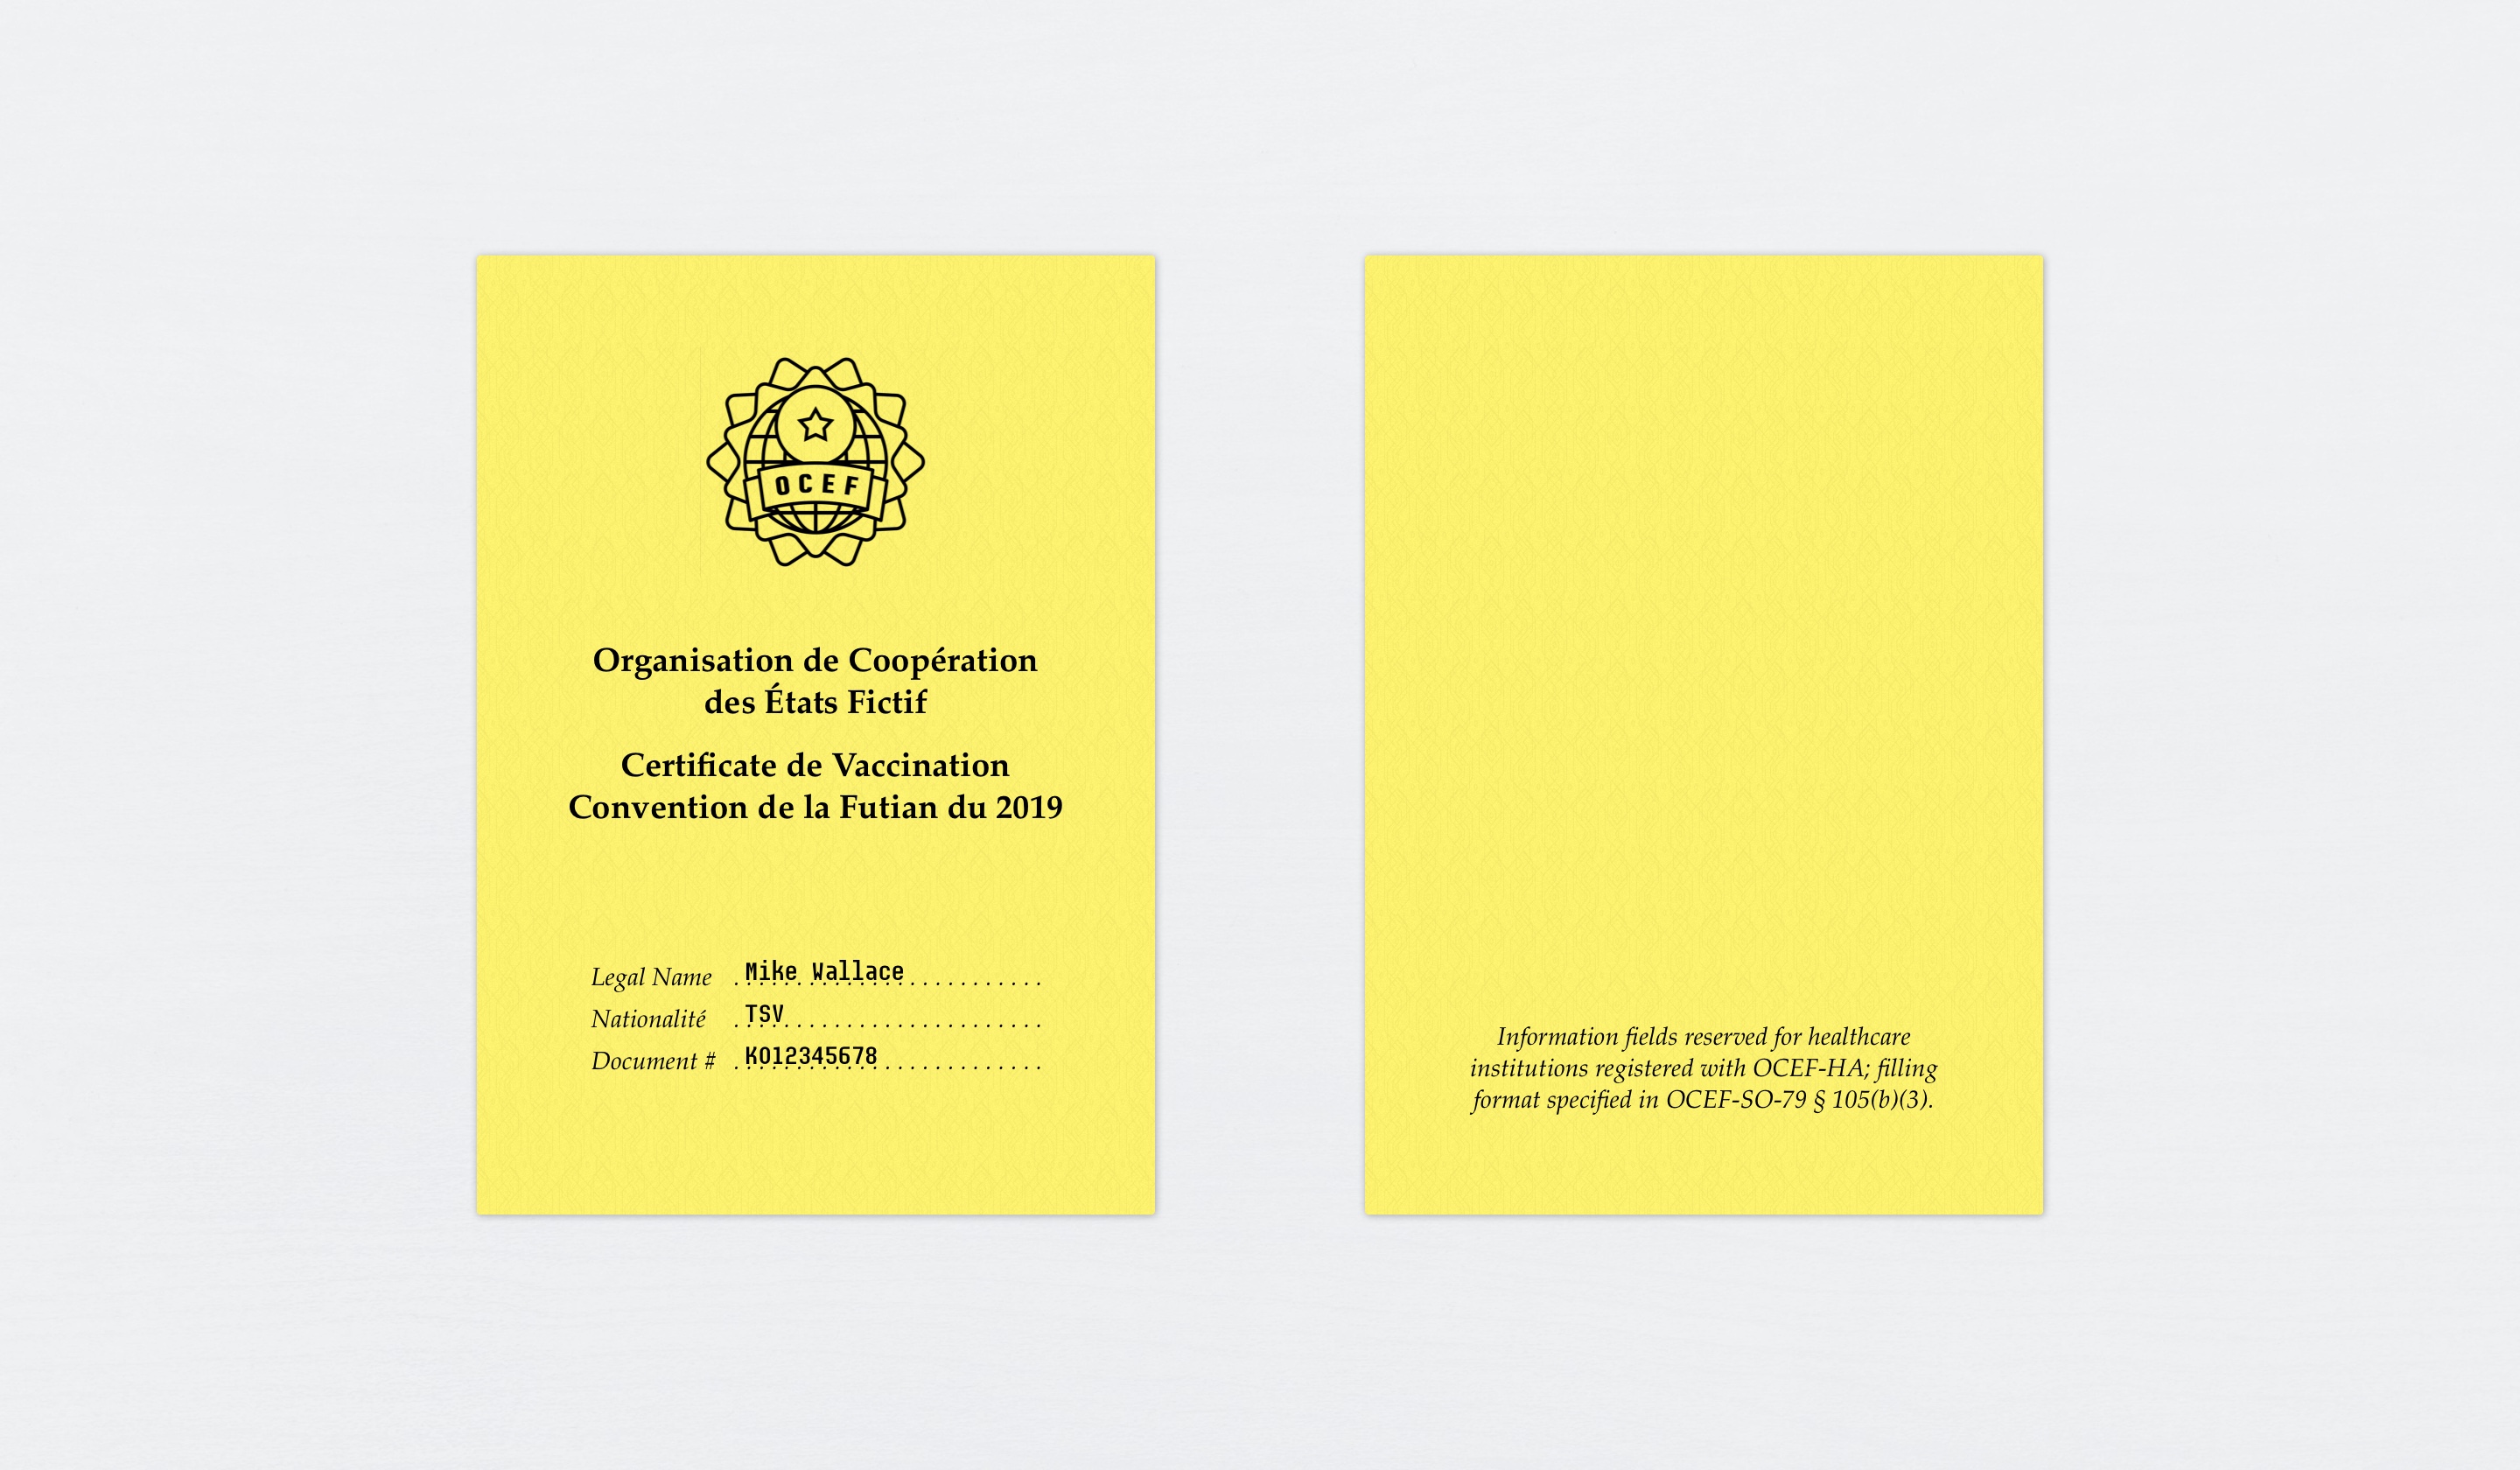 OCEF
Organisation de Coopération
des États Fictif
Certificate de Vaccination
Convention de la Futian du 2019
Legal Name Mike Wallace
Nationalité TSV
Document # K012345678
Information fields reserved for healthcare
institutions registered with OCEF-HA; filling
format specified in OCEF-SO-79 § 105(b)(3).